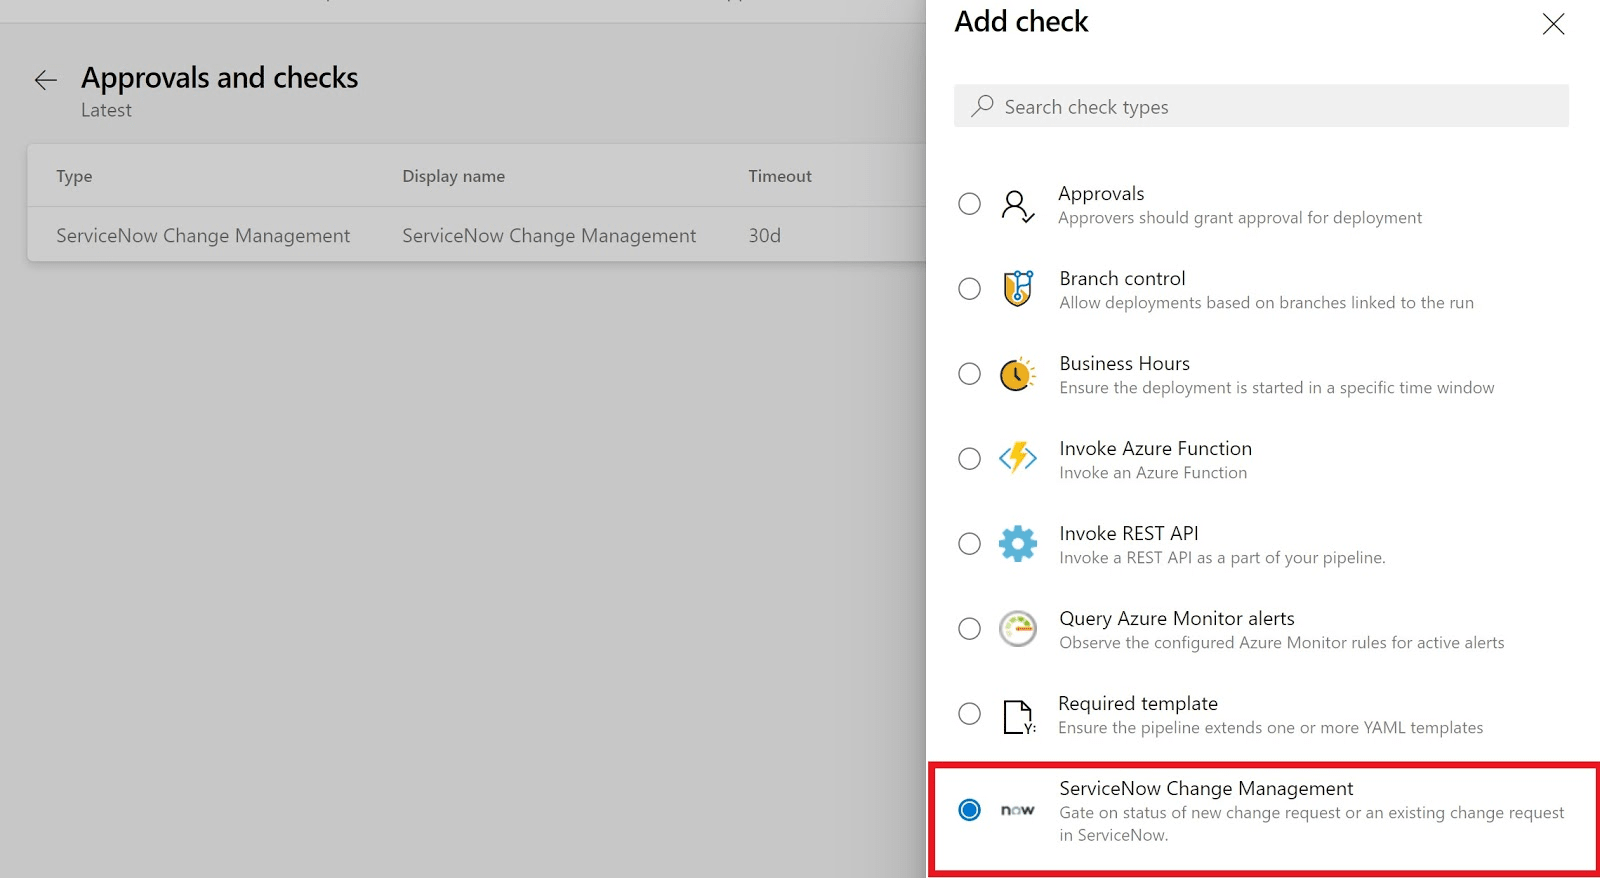 Approvals and checks
Latest
Type Display name Timeout
ServiceNow Change Management ServiceNow Change Management 30d
Add check
Search check types
Approvals
Approvers should grant approval for deployment
Branch control
Allow deployments based on branches linked to the run
Business Hours
Ensure the deployment is started in a specific time window
Invoke Azure Function
Invoke an Azure Function
Invoke REST API
Invoke a REST API as a part of your pipeline.
Query Azure Monitor alerts
Observe the configured Azure Monitor rules for active alerts
Y:
Required template
Ensure the pipeline extends one or more YAML templates
now
ServiceNow Change Management
Gate on status of new change request or an existing change request
in ServiceNow.